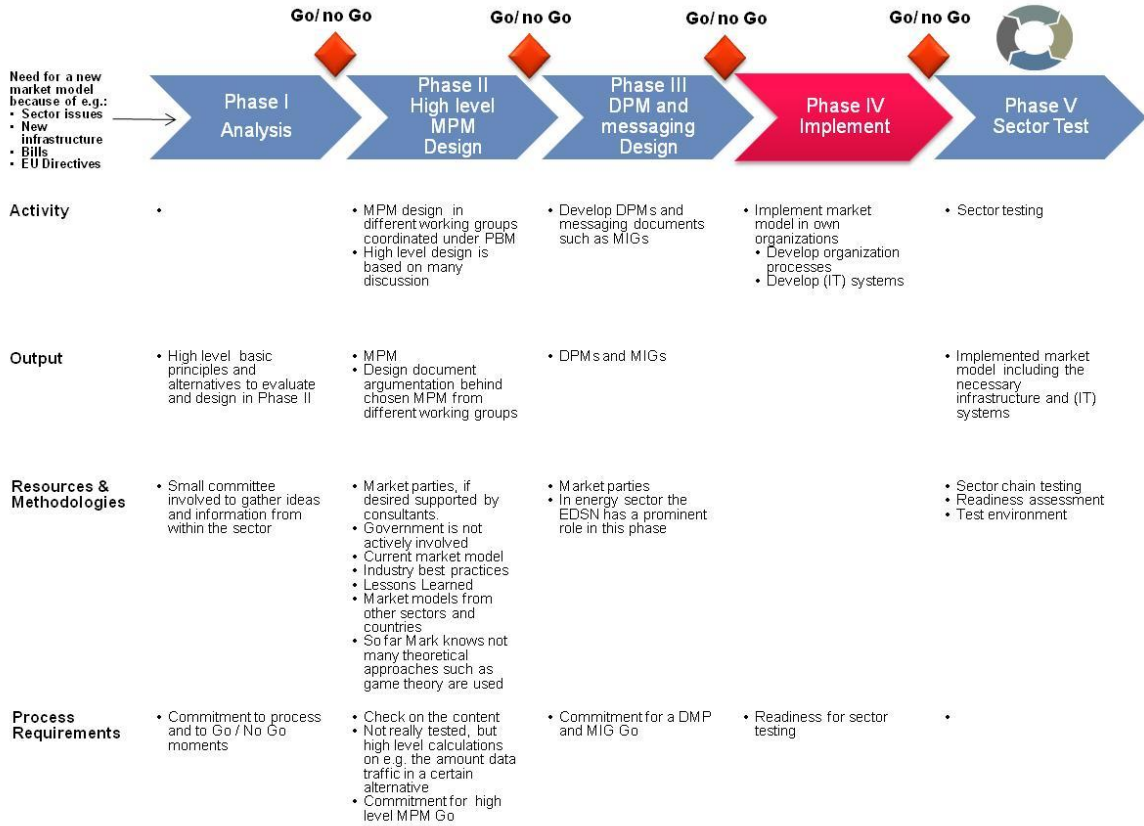 Go/ no Go
Go/ no Go
Go/ no Go
Go/ no Go
Need for a new
market model
because of e.g.:
• Sector issues
• New
infrastructure
• Bills
• EU Directives
Phase I
Analysis
Phase II
High level
MPM
Design
Phase III
DPM and
messaging
Design
Phase IV
Implement
Phase V
Sector Test
Activity
•
• MPM design in
different working groups
coordinated under PBM
• High level design is
based on many
discussion
• Develop DPMs and
messaging documents
such as MIGs
• Implement market
model in own
organizations
• Develop organization
processes
• Develop (IT) systems
• Sector testing
Output
• High level basic
principles and
alternatives to evaluate
and design in Phase II
• MPM
• Design document
argumentation behind
chosen MPM from
different working groups
• DPMs and MIGs
• Implemented market
model including the
necessary
infrastructure and (IT)
systems
Resources &
Methodologies
• Small committee
involved to gather ideas
and information from
within the sector
• Market parties, if
desired supported by
consultants.
• Government is not
actively involved
• Current market model
• Industry best practices
• Lessons Learned
• Market models from
other sectors and
countries
• So far Mark knows not
many theoretical
approaches such as
game theory are used
• Market parties
• In energy sector the
EDSN has a prominent
role in this phase
• Sector chain testing
• Readiness assessment
• Test environment
Process
Requirements
• Commitment to process
and to Go / No Go
moments
• Check on the content
• Not really tested, but
high level calculations
on e.g. the amount data
traffic in a certain
alternative
• Commitment for high
level MPM Go
• Commitment for a DMP
and MIG Go
• Readiness for sector
testing
•